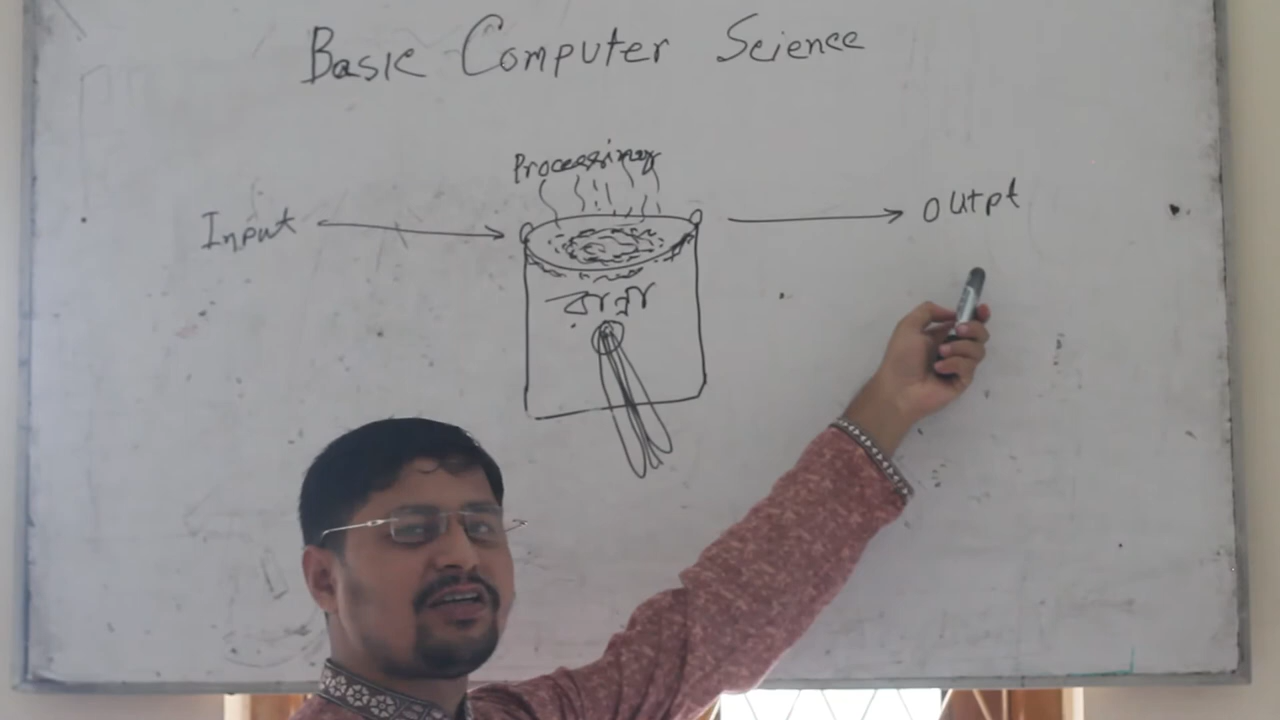 Basic Computer Science
Processing
Input
outpt
রান্না